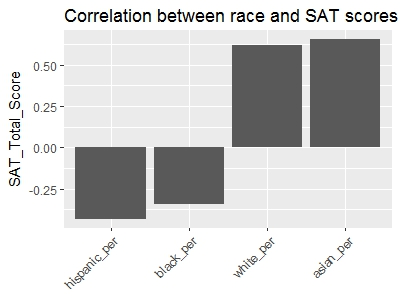 Correlation between race and SAT scores
SAT_Total_Score
0.50
0.25
0.00
-0.25
hispanic_per
black_per
white_per
asian_per